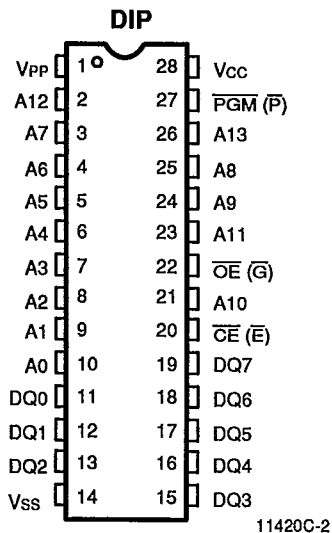 DIP
VPP 1 28 VCC
A12 2 27 PGM (P)
A7 3 26 A13
A6 4 25 A8
A5 5 24 A9
A4 6 23 A11
A3 7 22 OE (G)
A2 8 21 A10
A1 9 20 CE (E)
A0 10 19 DQ7
DQ0 11 18 DQ6
DQ1 12 17 DQ5
DQ2 13 16 DQ4
VSS 14 15 DQ3
11420C-2